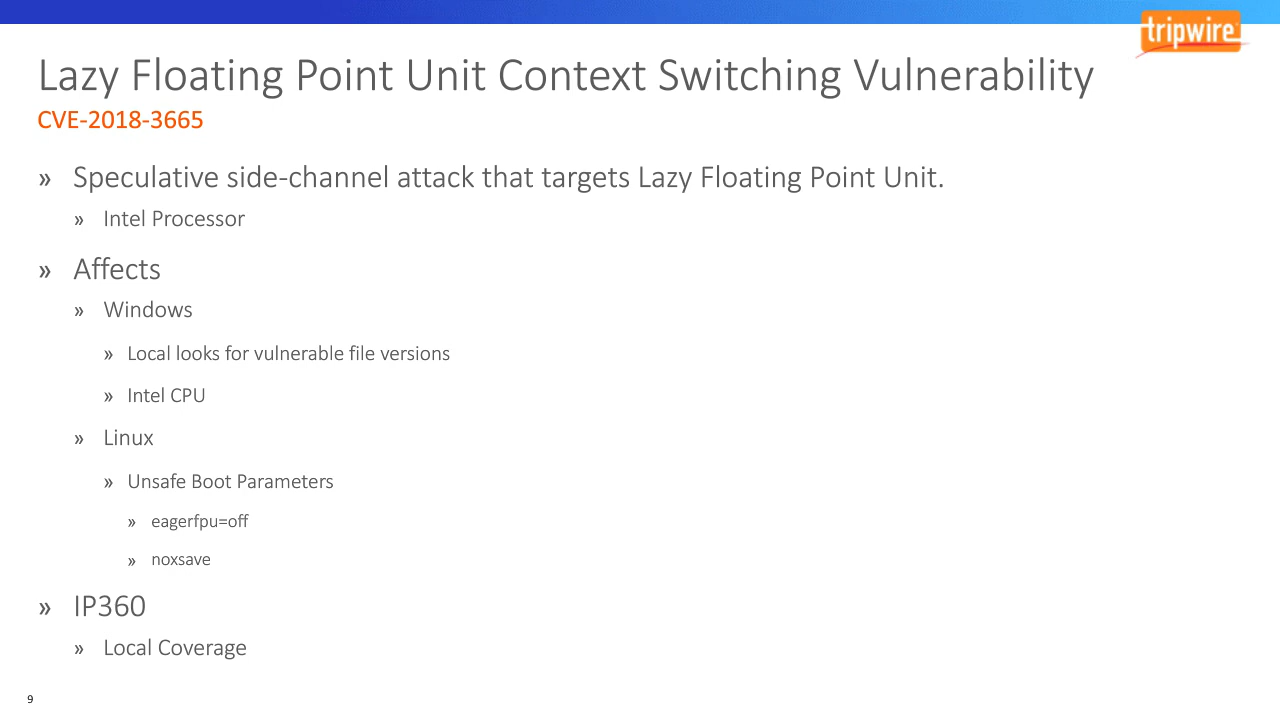 tripwire
Lazy Floating Point Unit Context Switching Vulnerability
CVE-2018-3665
» Speculative side-channel attack that targets Lazy Floating Point Unit.
» Intel Processor
» Affects
» Windows
» Local looks for vulnerable file versions
» Intel CPU
» Linux
» Unsafe Boot Parameters
» eagerfpu=off
» noxsave
» IP360
» Local Coverage
9